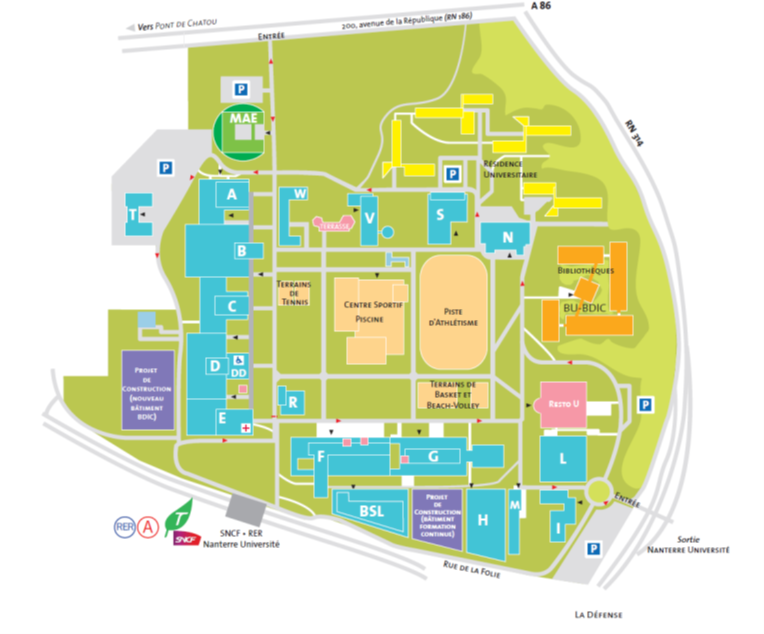 A 86
Vers PONT DE CHATOU
200, avenue de la République (RN 186)
ENTRÉE
P
MAE
RN 314
P
RÉSIDENCE
UNIVERSITAIRE
P
A
W
T
TERRASSE
V
S
N
B
BIBLIOTHÈQUES
BU-BDIC
TERRAINS
DE
TENNIS
CENTRE SPORTIF
PISCINE
PISTE
D'ATHLÉTISME
C
PROJET
DE
CONSTRUCTION
(NOUVEAU
BÂTIMENT
BDIC)
D
DD
TERRAINS DE
BASKET ET
BEACH-VOLLEY
R
RESTO U
P
E
F
G
L
ENTRÉE
BSL
PROJET
DE
CONSTRUCTION
(BÂTIMENT
FORMATION
CONTINUE)
H
M
I
RER
A
T
SNCF
SNCF • RER
Nanterre Université
P
Sortie
NANTERRE UNIVERSITÉ
RUE DE LA FOLIE
LA DÉFENSE